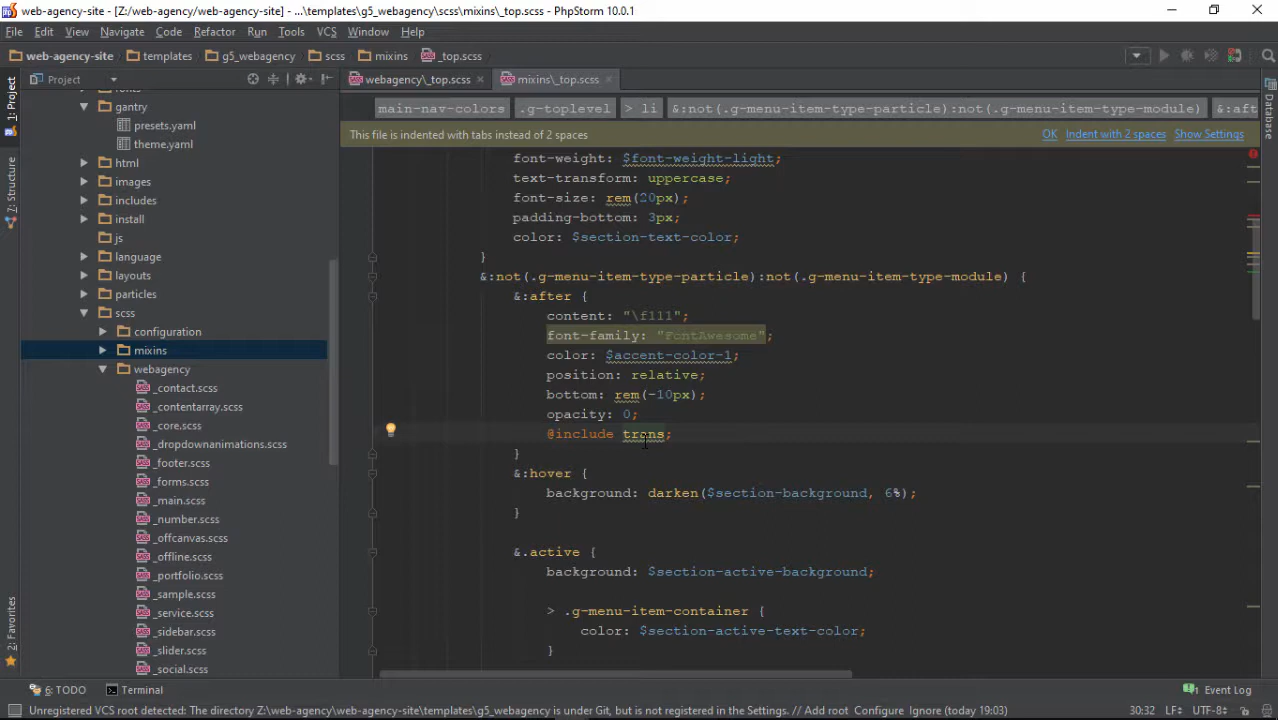 web-agency-site - [Z:/web-agency/web-agency-site] - ...\templates\g5_webagency\scss\mixins\_top.scss - PhpStorm 10.0.1
File Edit View Navigate Code Refactor Run Tools VCS Window Help
web-agency-site templates g5_webagency scss mixins _top.scss
1: Project
7: Structure
2: Favorites
Project
gantry
presets.yaml
theme.yaml
html
images
includes
install
js
language
layouts
particles
scss
configuration
mixins
webagency
_contact.scss
_contentarray.scss
_core.scss
_dropdownanimations.scss
_footer.scss
_forms.scss
_main.scss
_number.scss
_offcanvas.scss
_offline.scss
_portfolio.scss
_sample.scss
_service.scss
_sidebar.scss
_slider.scss
_social.scss
webagency\_top.scss mixins\_top.scss
main-nav-colors .g-toplevel > li &:not(.g-menu-item-type-particle):not(.g-menu-item-type-module) &:aft
This file is indented with tabs instead of 2 spaces OK Indent with 2 spaces Show Settings
font-weight: $font-weight-light;
text-transform: uppercase;
font-size: rem(20px);
padding-bottom: 3px;
color: $section-text-color;
}
&:not(.g-menu-item-type-particle):not(.g-menu-item-type-module) {
&:after {
content: "\f111";
font-family: "FontAwesome";
color: $accent-color-1;
position: relative;
bottom: rem(-10px);
opacity: 0;
@include trans;
}
&:hover {
background: darken($section-background, 6%);
}
&.active {
background: $section-active-background;
> .g-menu-item-container {
color: $section-active-text-color;
}
Database
6: TODO Terminal Event Log
Unregistered VCS root detected: The directory Z:\web-agency\web-agency-site\templates\g5_webagency is under Git, but is not registered in the Settings. // Add root Configure Ignore (today 19:03) 30:32 LF÷ UTF-8÷